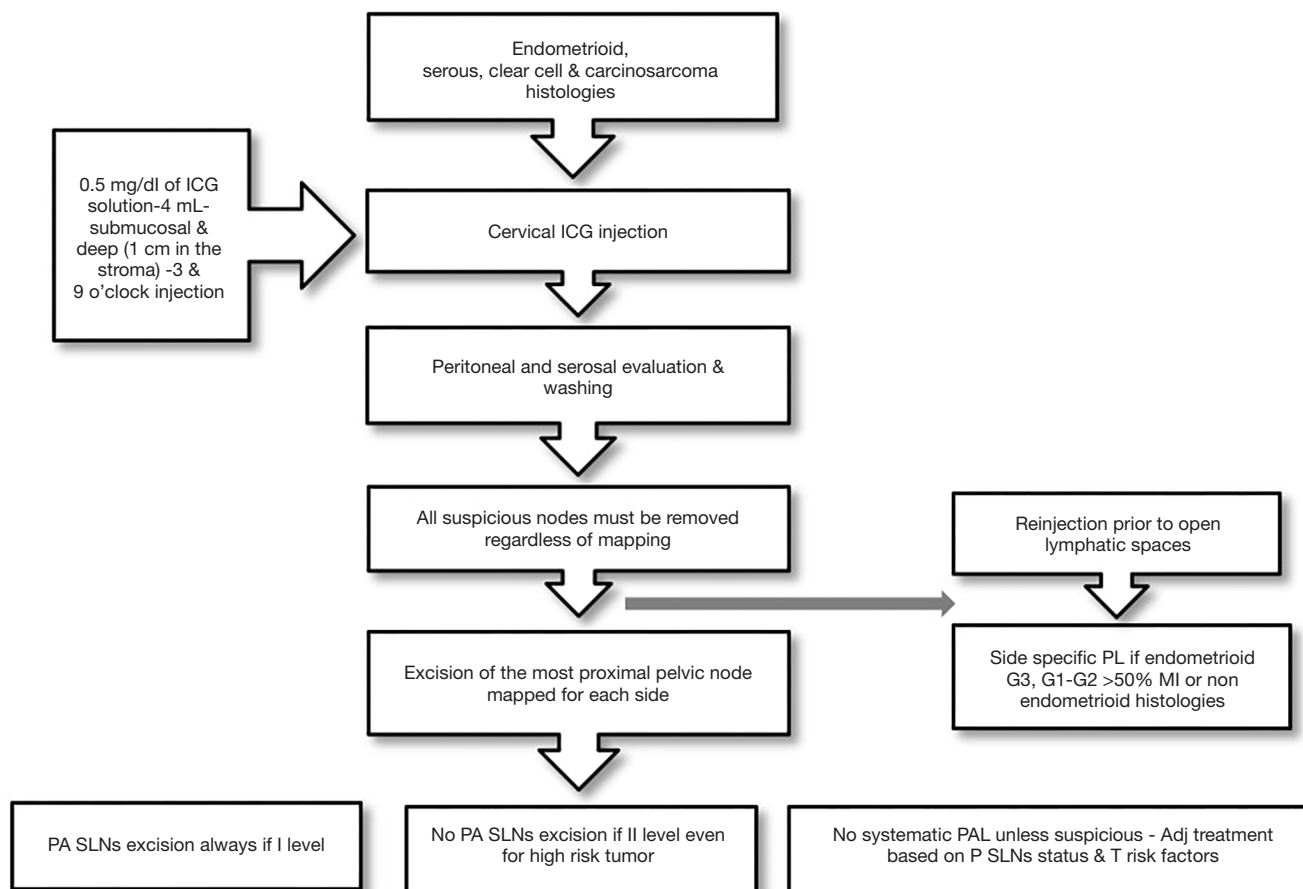 Endometrioid,
serous, clear cell & carcinosarcoma
histologies
0.5 mg/dl of ICG
solution-4 mL-
submucosal &
deep (1 cm in the
stroma) -3 &
9 o'clock injection
Cervical ICG injection
Peritoneal and serosal evaluation &
washing
All suspicious nodes must be removed
regardless of mapping
Reinjection prior to open
lymphatic spaces
Excision of the most proximal pelvic node
mapped for each side
Side specific PL if endometrioid
G3, G1-G2 >50% MI or non
endometrioid histologies
PA SLNs excision always if I level
No PA SLNs excision if II level even
for high risk tumor
No systematic PAL unless suspicious - Adj treatment
based on P SLNs status & T risk factors